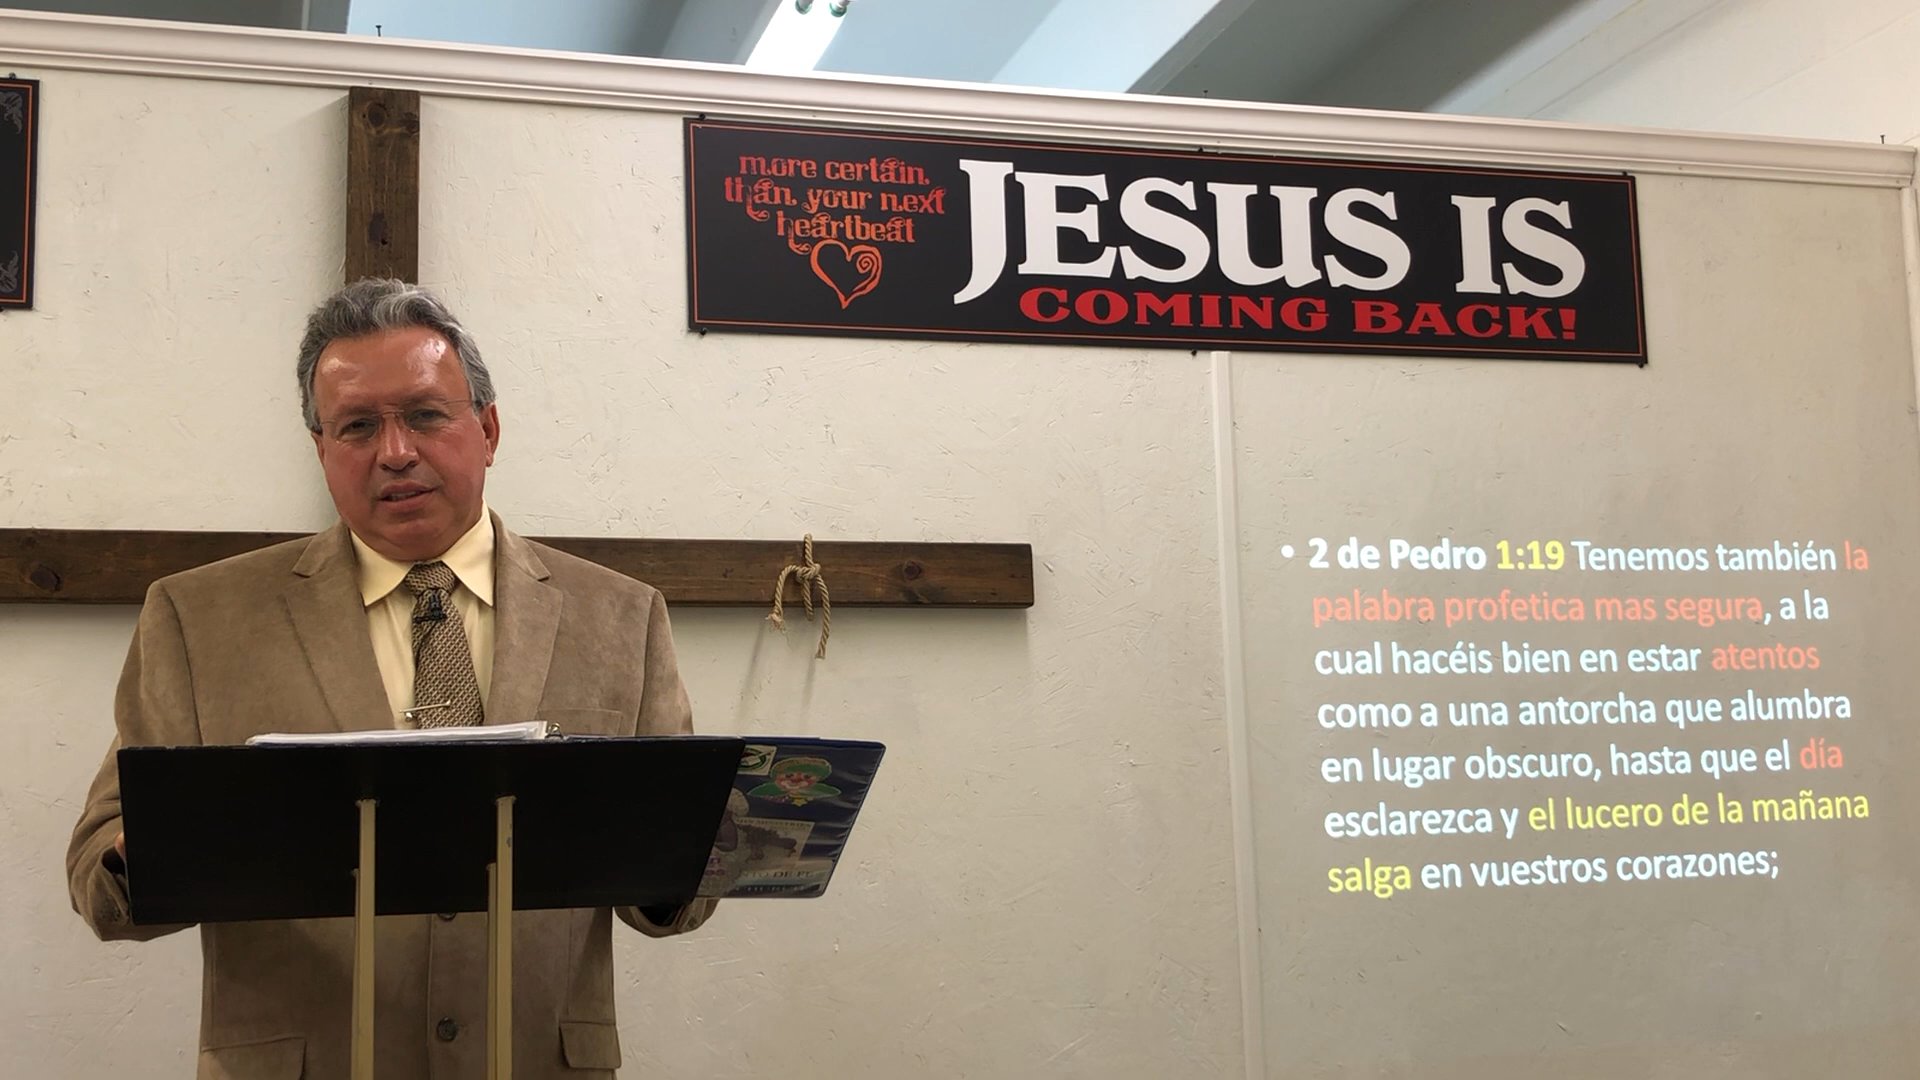 more certain
than your next
heartbeat
JESUS IS
COMING BACK!
• 2 de Pedro 1:19 Tenemos también la
palabra profetica mas segura, a la
cual hacéis bien en estar atentos
como a una antorcha que alumbra
en lugar obscuro, hasta que el día
esclarezca y el lucero de la mañana
salga en vuestros corazones;